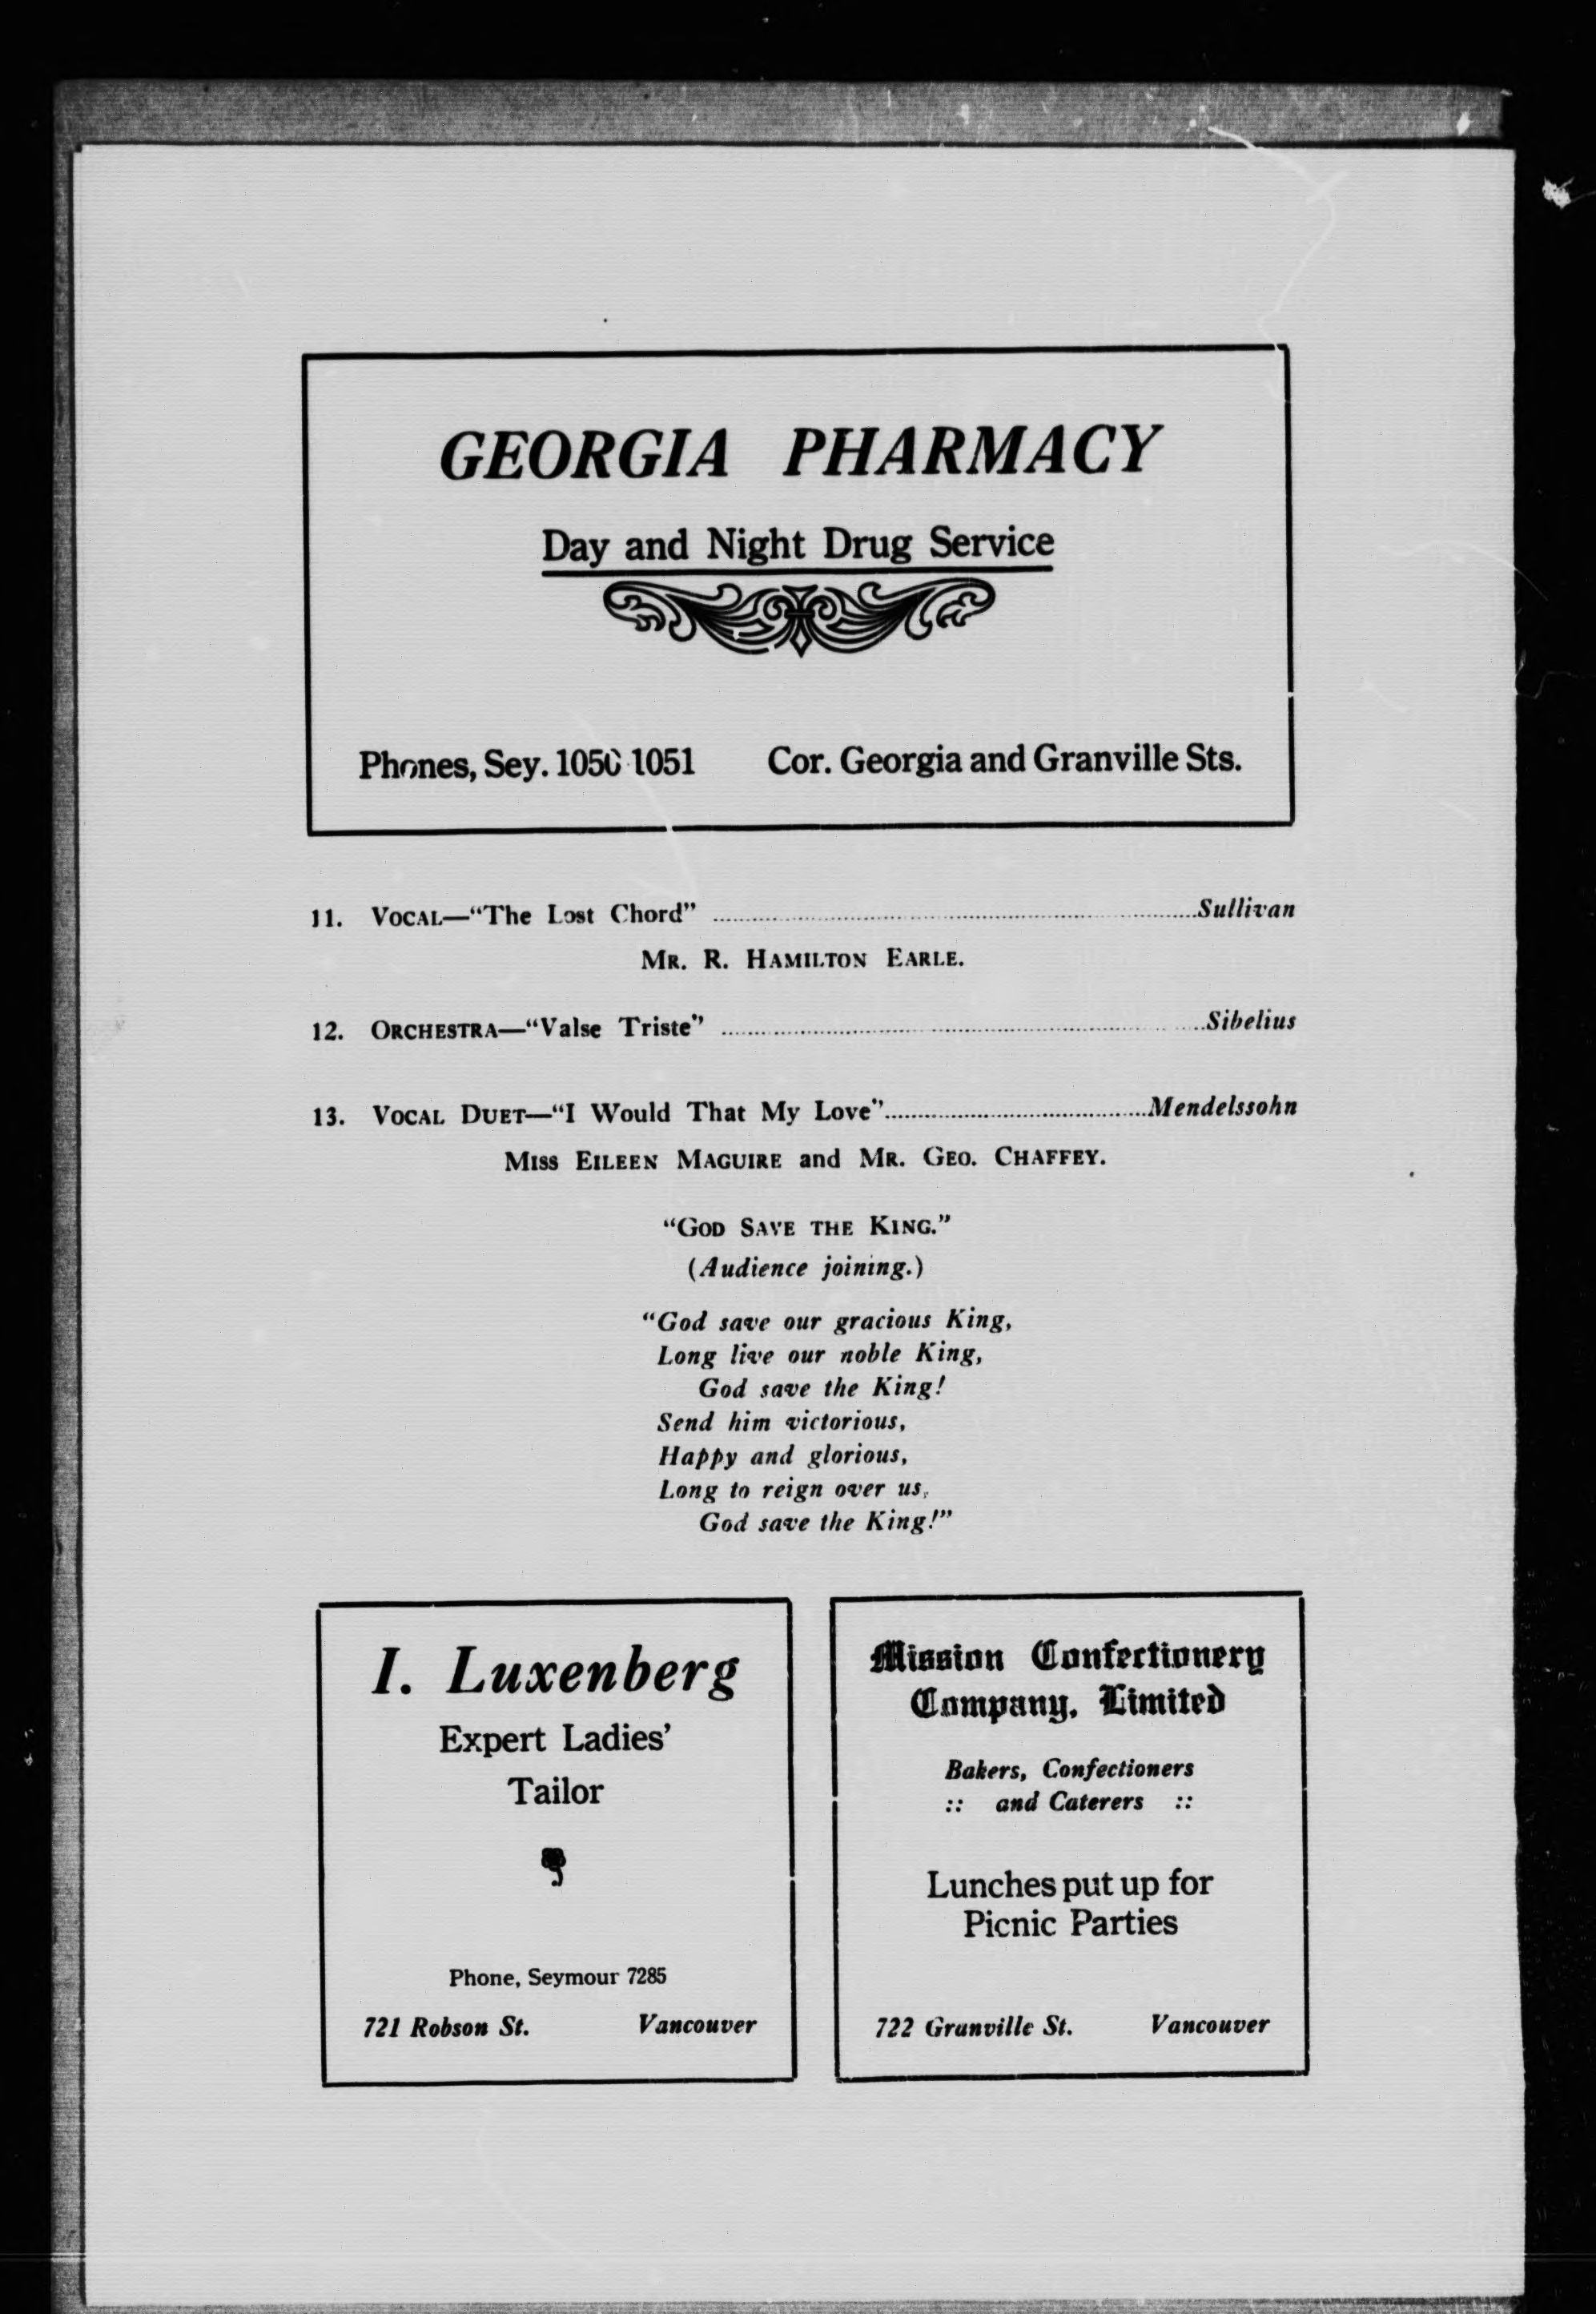 GEORGIA PHARMACY
Day and Night Drug Service
Phones, Sey. 1050 1051 Cor. Georgia and Granville Sts.
11. VOCAL—“The Lost Chord” ........................................Sullivan
MR. R. HAMILTON EARLE.
12. ORCHESTRA—“Valse Triste” ........................................Sibelius
13. VOCAL DUET—“I Would That My Love”........................................Mendelssohn
MISS EILEEN MAGUIRE and MR. GEO. CHAFFEY.
“GOD SAVE THE KING.”
(Audience joining.)
“God save our gracious King,
Long live our noble King,
God save the King!
Send him victorious,
Happy and glorious,
Long to reign over us,
God save the King!”
I. Luxenberg
Expert Ladies’
Tailor
Phone, Seymour 7285
721 Robson St. Vancouver
Mission Confectionery
Company, Limited
Bakers, Confectioners
:: and Caterers ::
Lunches put up for
Picnic Parties
722 Granville St. Vancouver